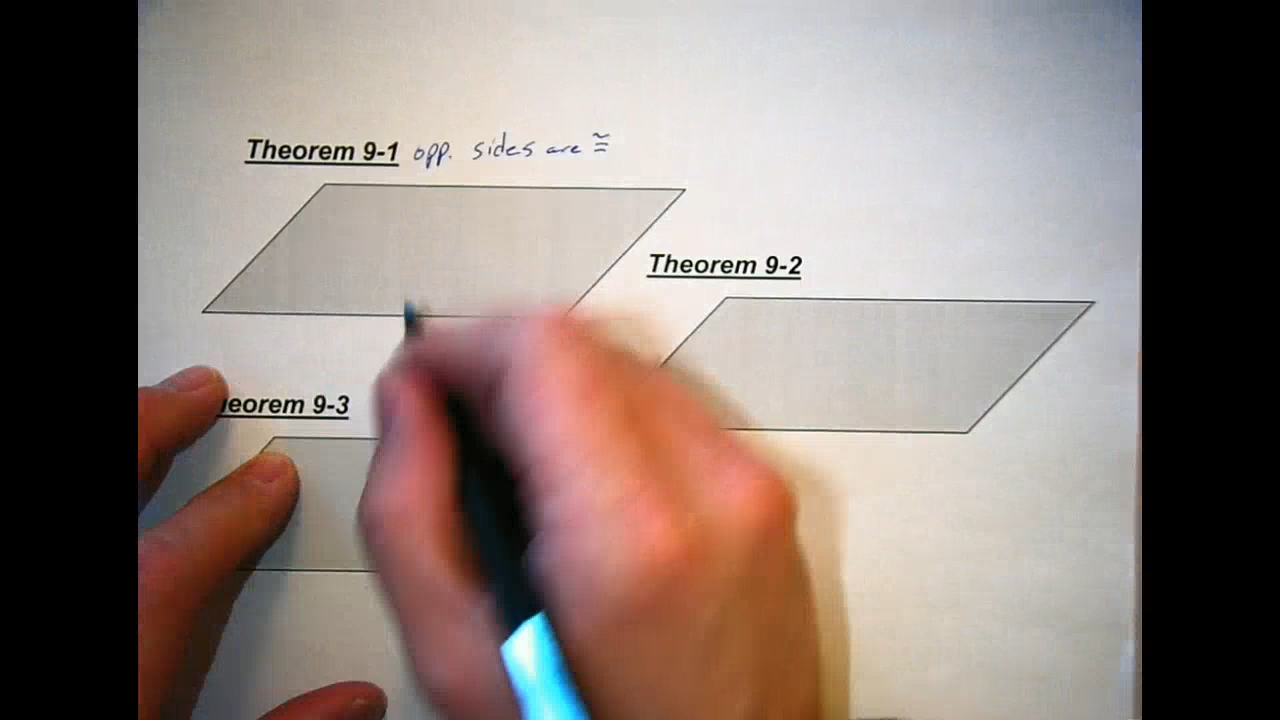 Theorem 9-1 opp. sides are ≅
Theorem 9-2
eorem 9-3